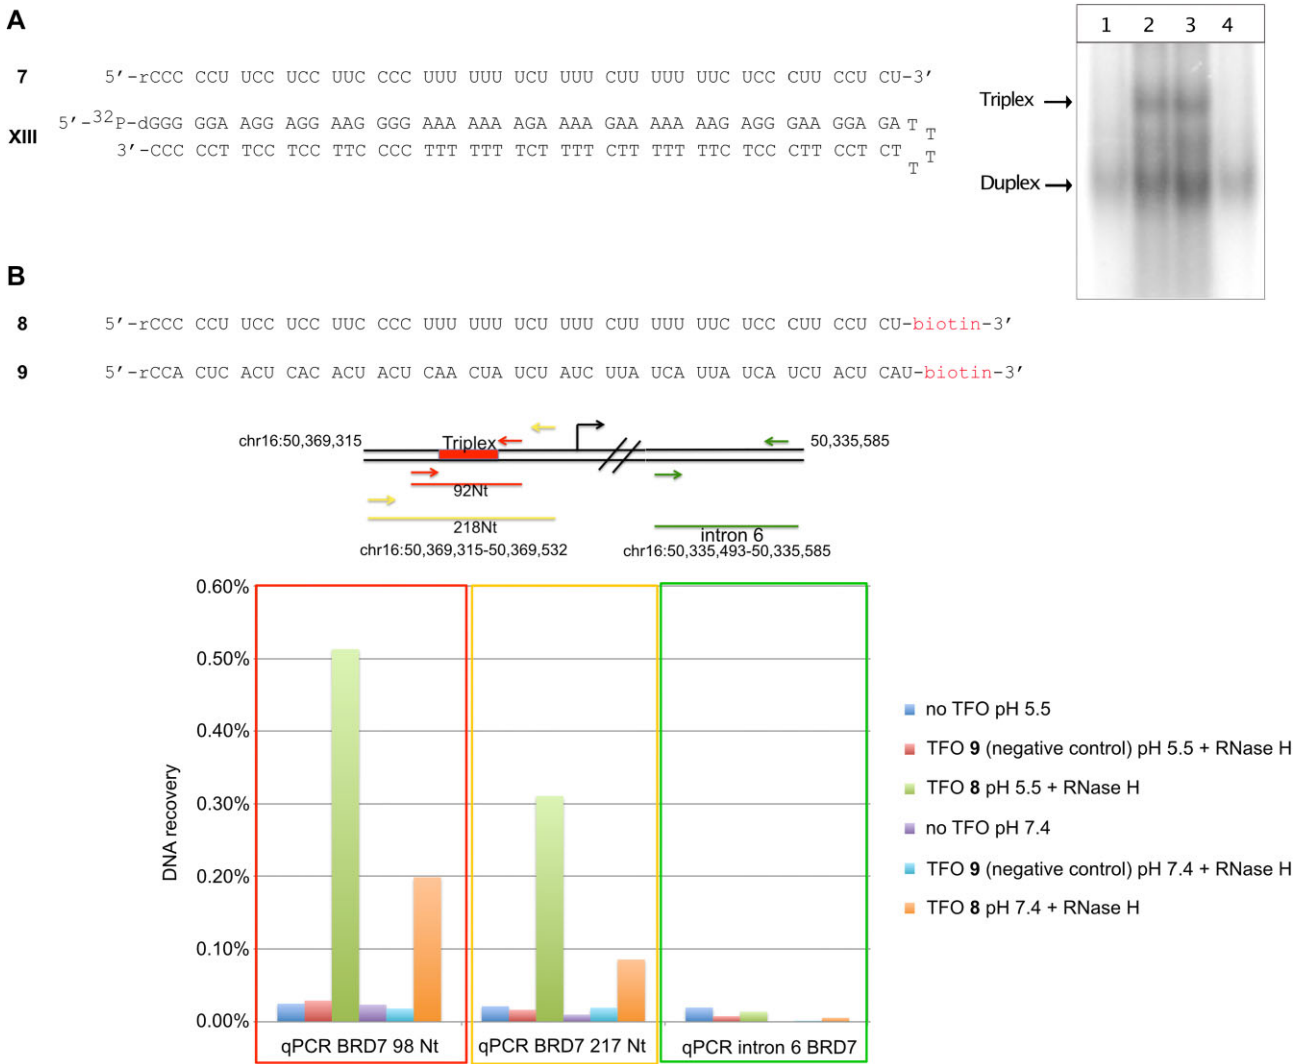 A
1 2 3 4
7 5′-rCCC CCU UCC UCC UUC CCC UUU UUU UCU UUU CUU UUU UUC UCC CUU CCU CU-3′
Triplex
XIII 5′-32P-dGGG GGA AGG AGG AAG GGG AAA AAA AGA AAA GAA AAA AAG AGG GAA GGA GA T T
3′-CCC CCT TCC TCC TTC CCC TTT TTT TCT TTT CTT TTT TTC TCC CTT CCT CT T T
Duplex
B
8 5′-rCCC CCU UCC UCC UUC CCC UUU UUU UCU UUU CUU UUU UUC UCC CUU CCU CU-biotin-3′
9 5′-rCCA CUC ACU CAC ACU ACU CAA CUA UCU AUC UUA UCA UUA UCA UCU ACU CAU-biotin-3′
chr16:50,369,315 Triplex 50,335,585
92Nt
218Nt intron 6
chr16:50,369,315-50,369,532 chr16:50,335,493-50,335,585
0.60%
0.50%
0.40%
0.30%
0.20%
0.10%
0.00%
DNA recovery
qPCR BRD7 98 Nt qPCR BRD7 217 Nt qPCR intron 6 BRD7
no TFO pH 5.5
TFO 9 (negative control) pH 5.5 + RNase H
TFO 8 pH 5.5 + RNase H
no TFO pH 7.4
TFO 9 (negative control) pH 7.4 + RNase H
TFO 8 pH 7.4 + RNase H